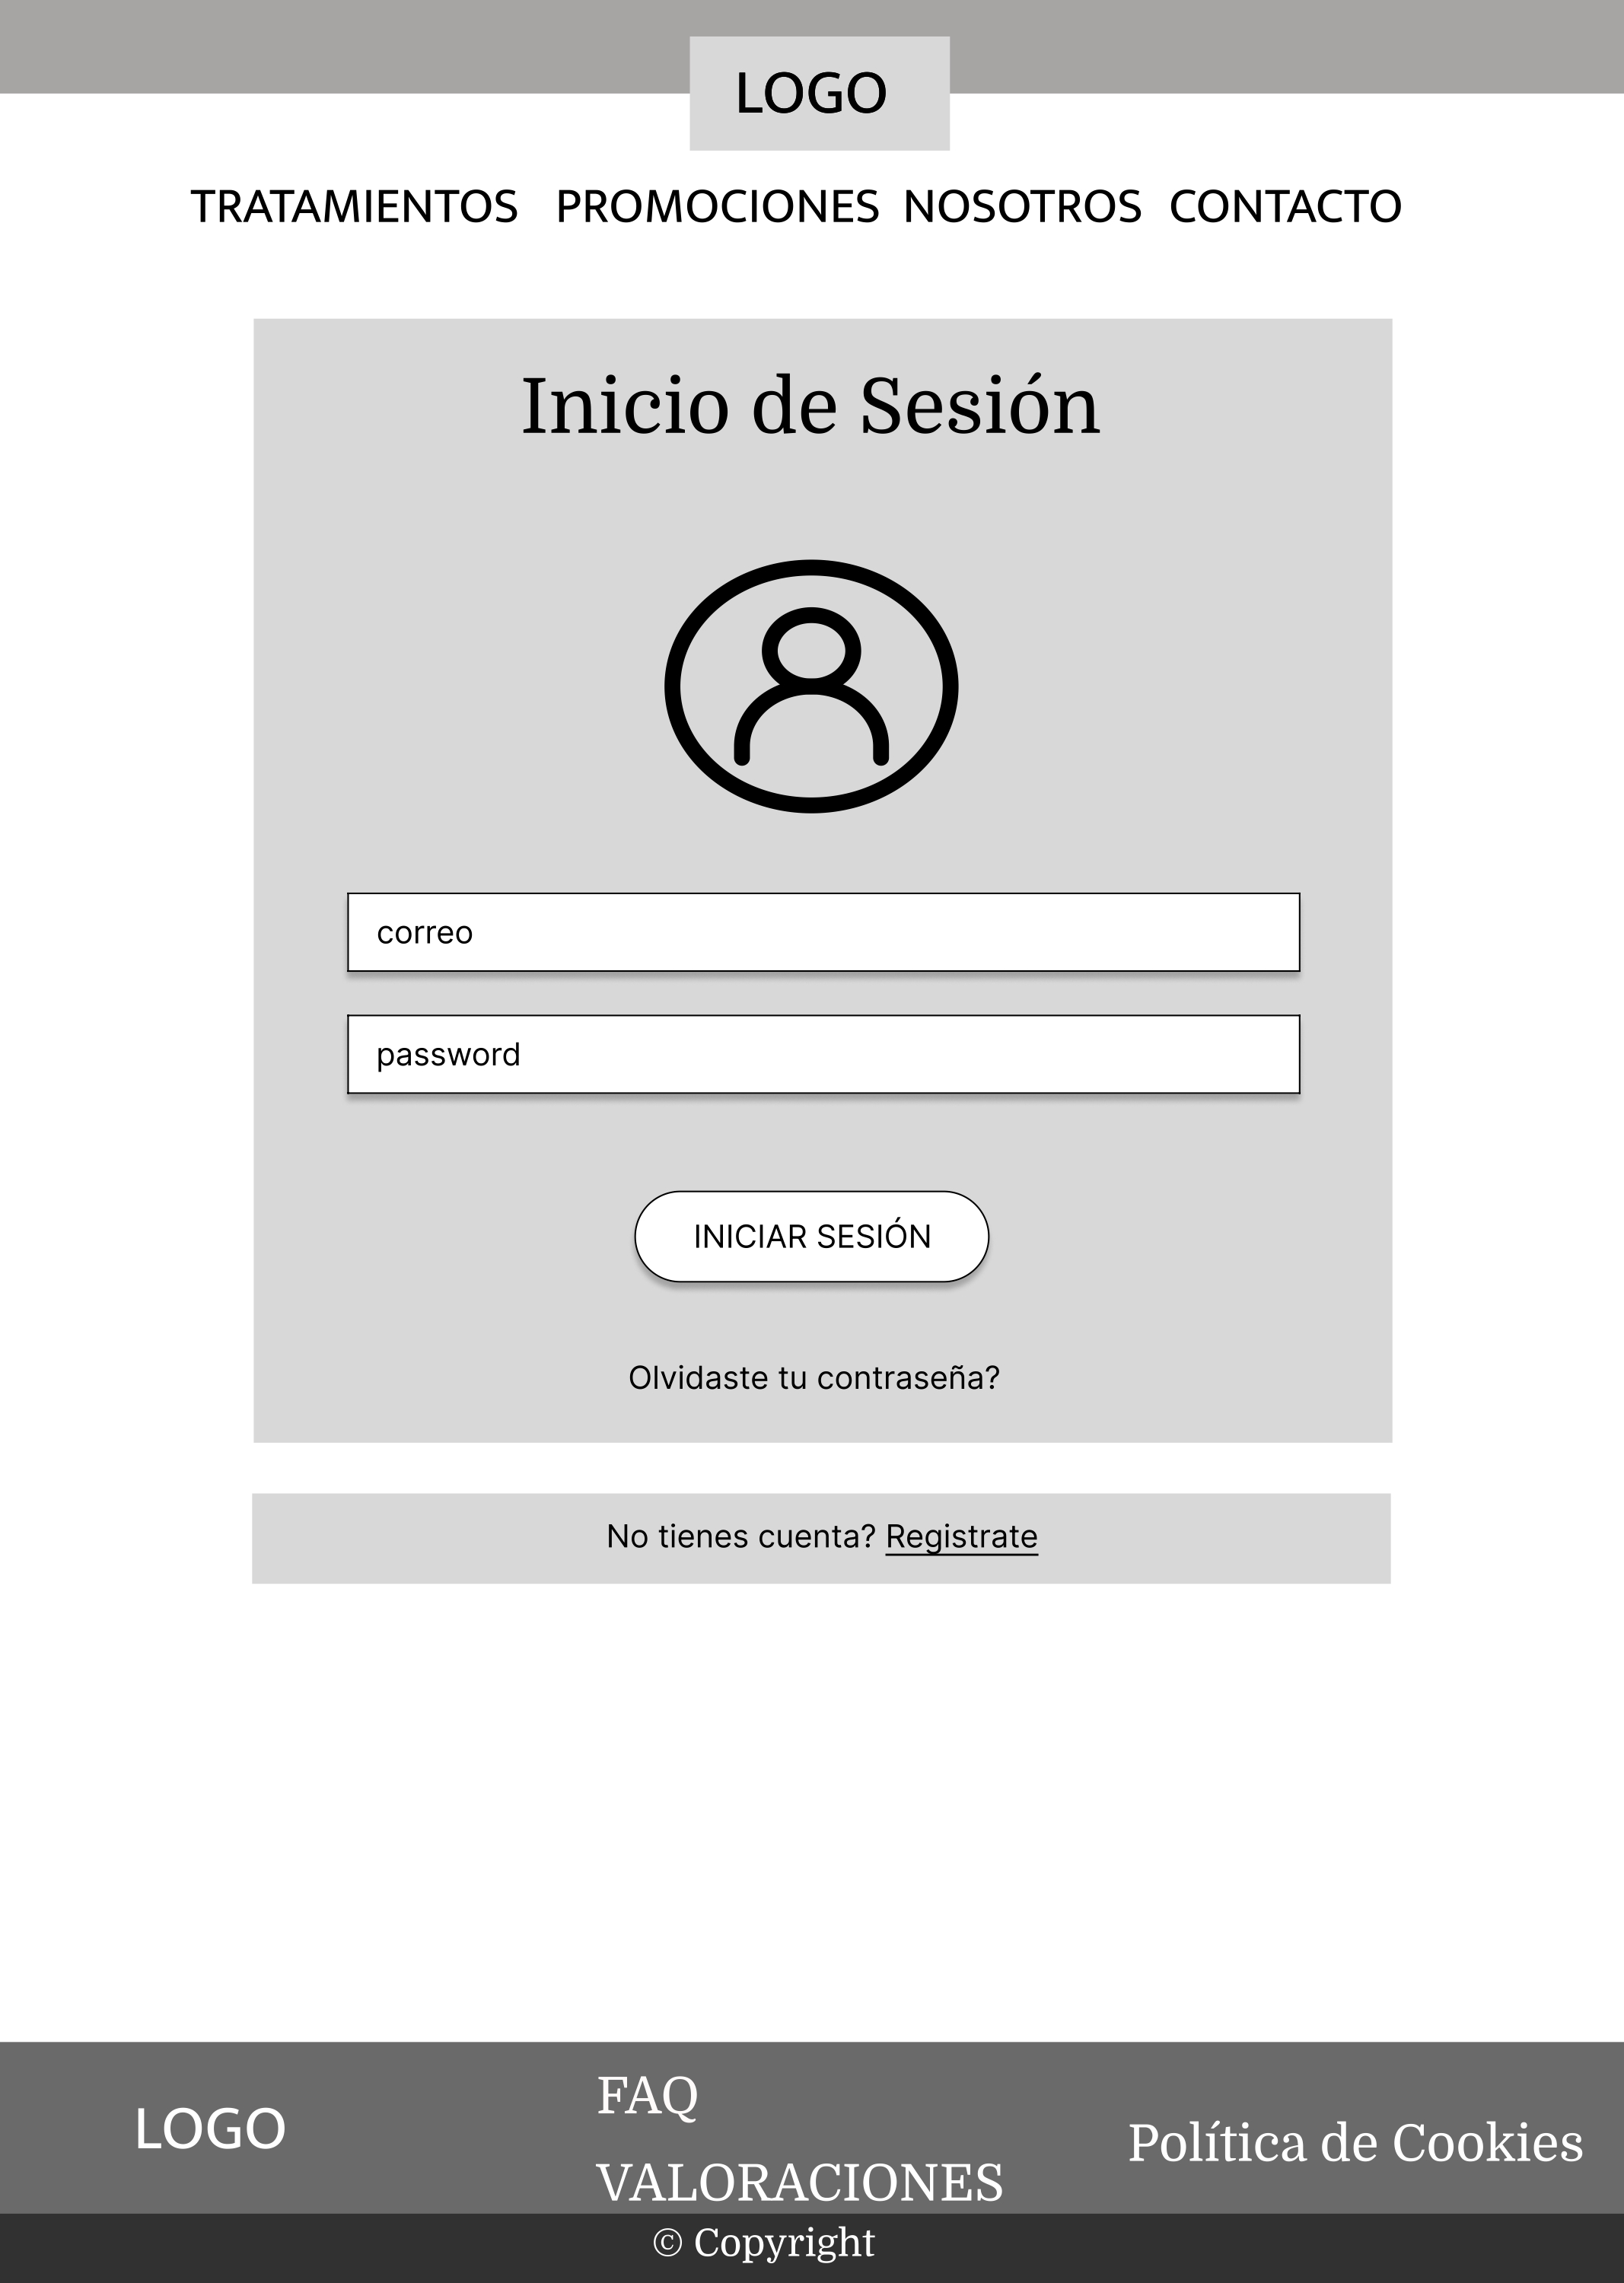 LOGO
TRATAMIENTOS PROMOCIONES NOSOTROS CONTACTO
Inicio de Sesión
correo
password
INICIAR SESIÓN
Olvidaste tu contraseña?
No tienes cuenta? Registrate
FAQ
LOGO
Política de Cookies
VALORACIONES
© Copyright